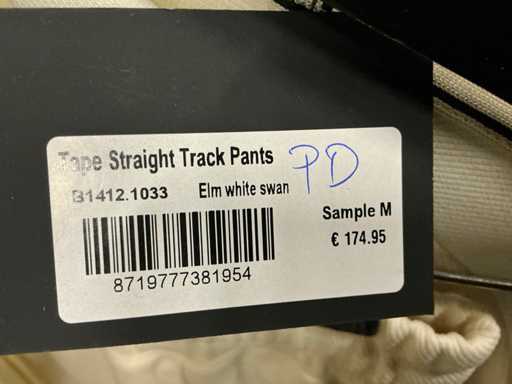 Tape Straight Track Pants
PD
B1412.1033 Elm white swan
Sample M
€ 174.95
8719777381954